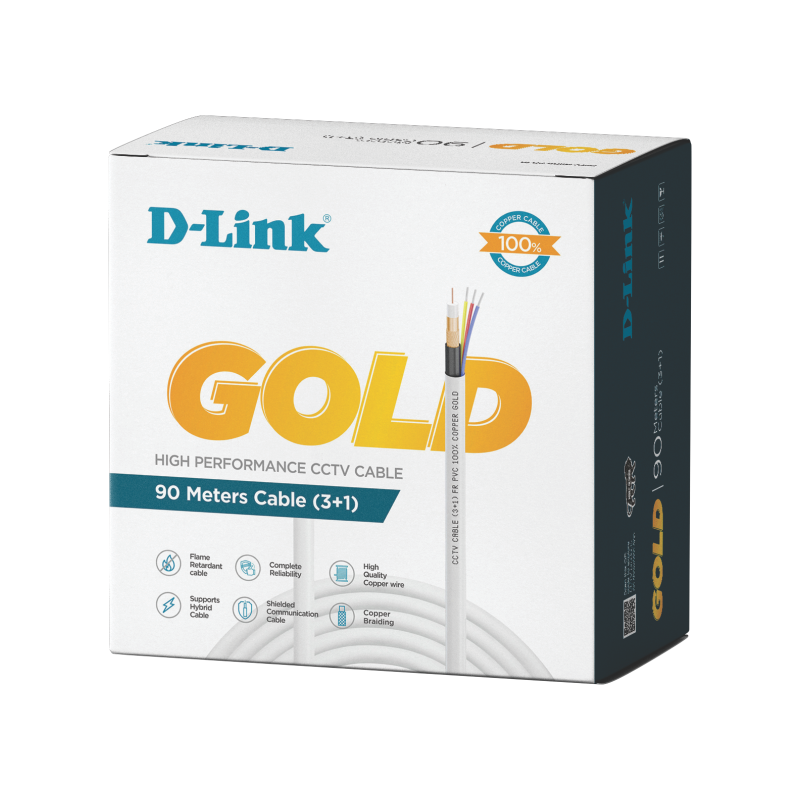 D-Link
90
GOLD
D-Link®
COPPER CABLE
100%
COPPER CABLE
GOLD
HIGH PERFORMANCE CCTV CABLE
90 Meters Cable (3+1)
CCTV CABLE (3+1) FR PVC 100% COPPER GOLD
Flame
Retardant
cable
Complete
Reliability
High
Quality
Copper wire
Supports
Hybrid
Cable
Shielded
Communication
Cable
Copper
Braiding
D-Link
GOLD
90 Meters
Cable (3+1)